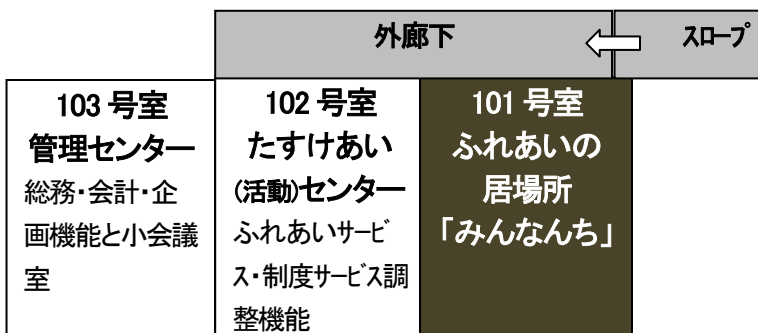 外廊下
スロープ
103 号室
管理センター
総務・会計・企
画機能と小会議
室
102 号室
たすけあい
(活動)センター
ふれあいサービ
ス・制度サービス調
整機能
101 号室
ふれあいの
居場所
「みんなんち」